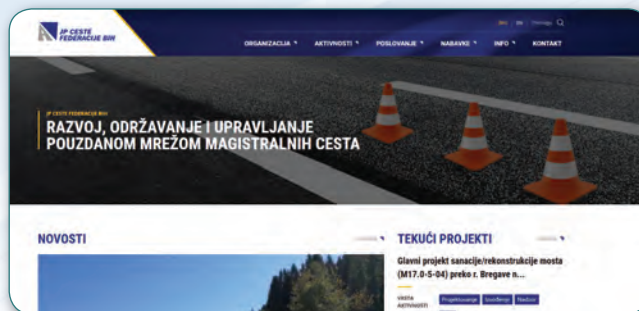 JP CESTE
FEDERACIJE BIH
BHS EN Pretraga
ORGANIZACIJA AKTIVNOSTI POSLOVANJE NABAVKE INFO KONTAKT
JP CESTE FEDERACIJE BIH
RAZVOJ, ODRŽAVANJE I UPRAVLJANJE
POUZDANOM MREŽOM MAGISTRALNIH CESTA
NOVOSTI
TEKUĆI PROJEKTI
Glavni projekt sanacije/rekonstrukcije mosta
(M17.0-5-04) preko r. Bregave n...
VRSTA
AKTIVNOSTI
Projektovanje Izvođenje Nadzor